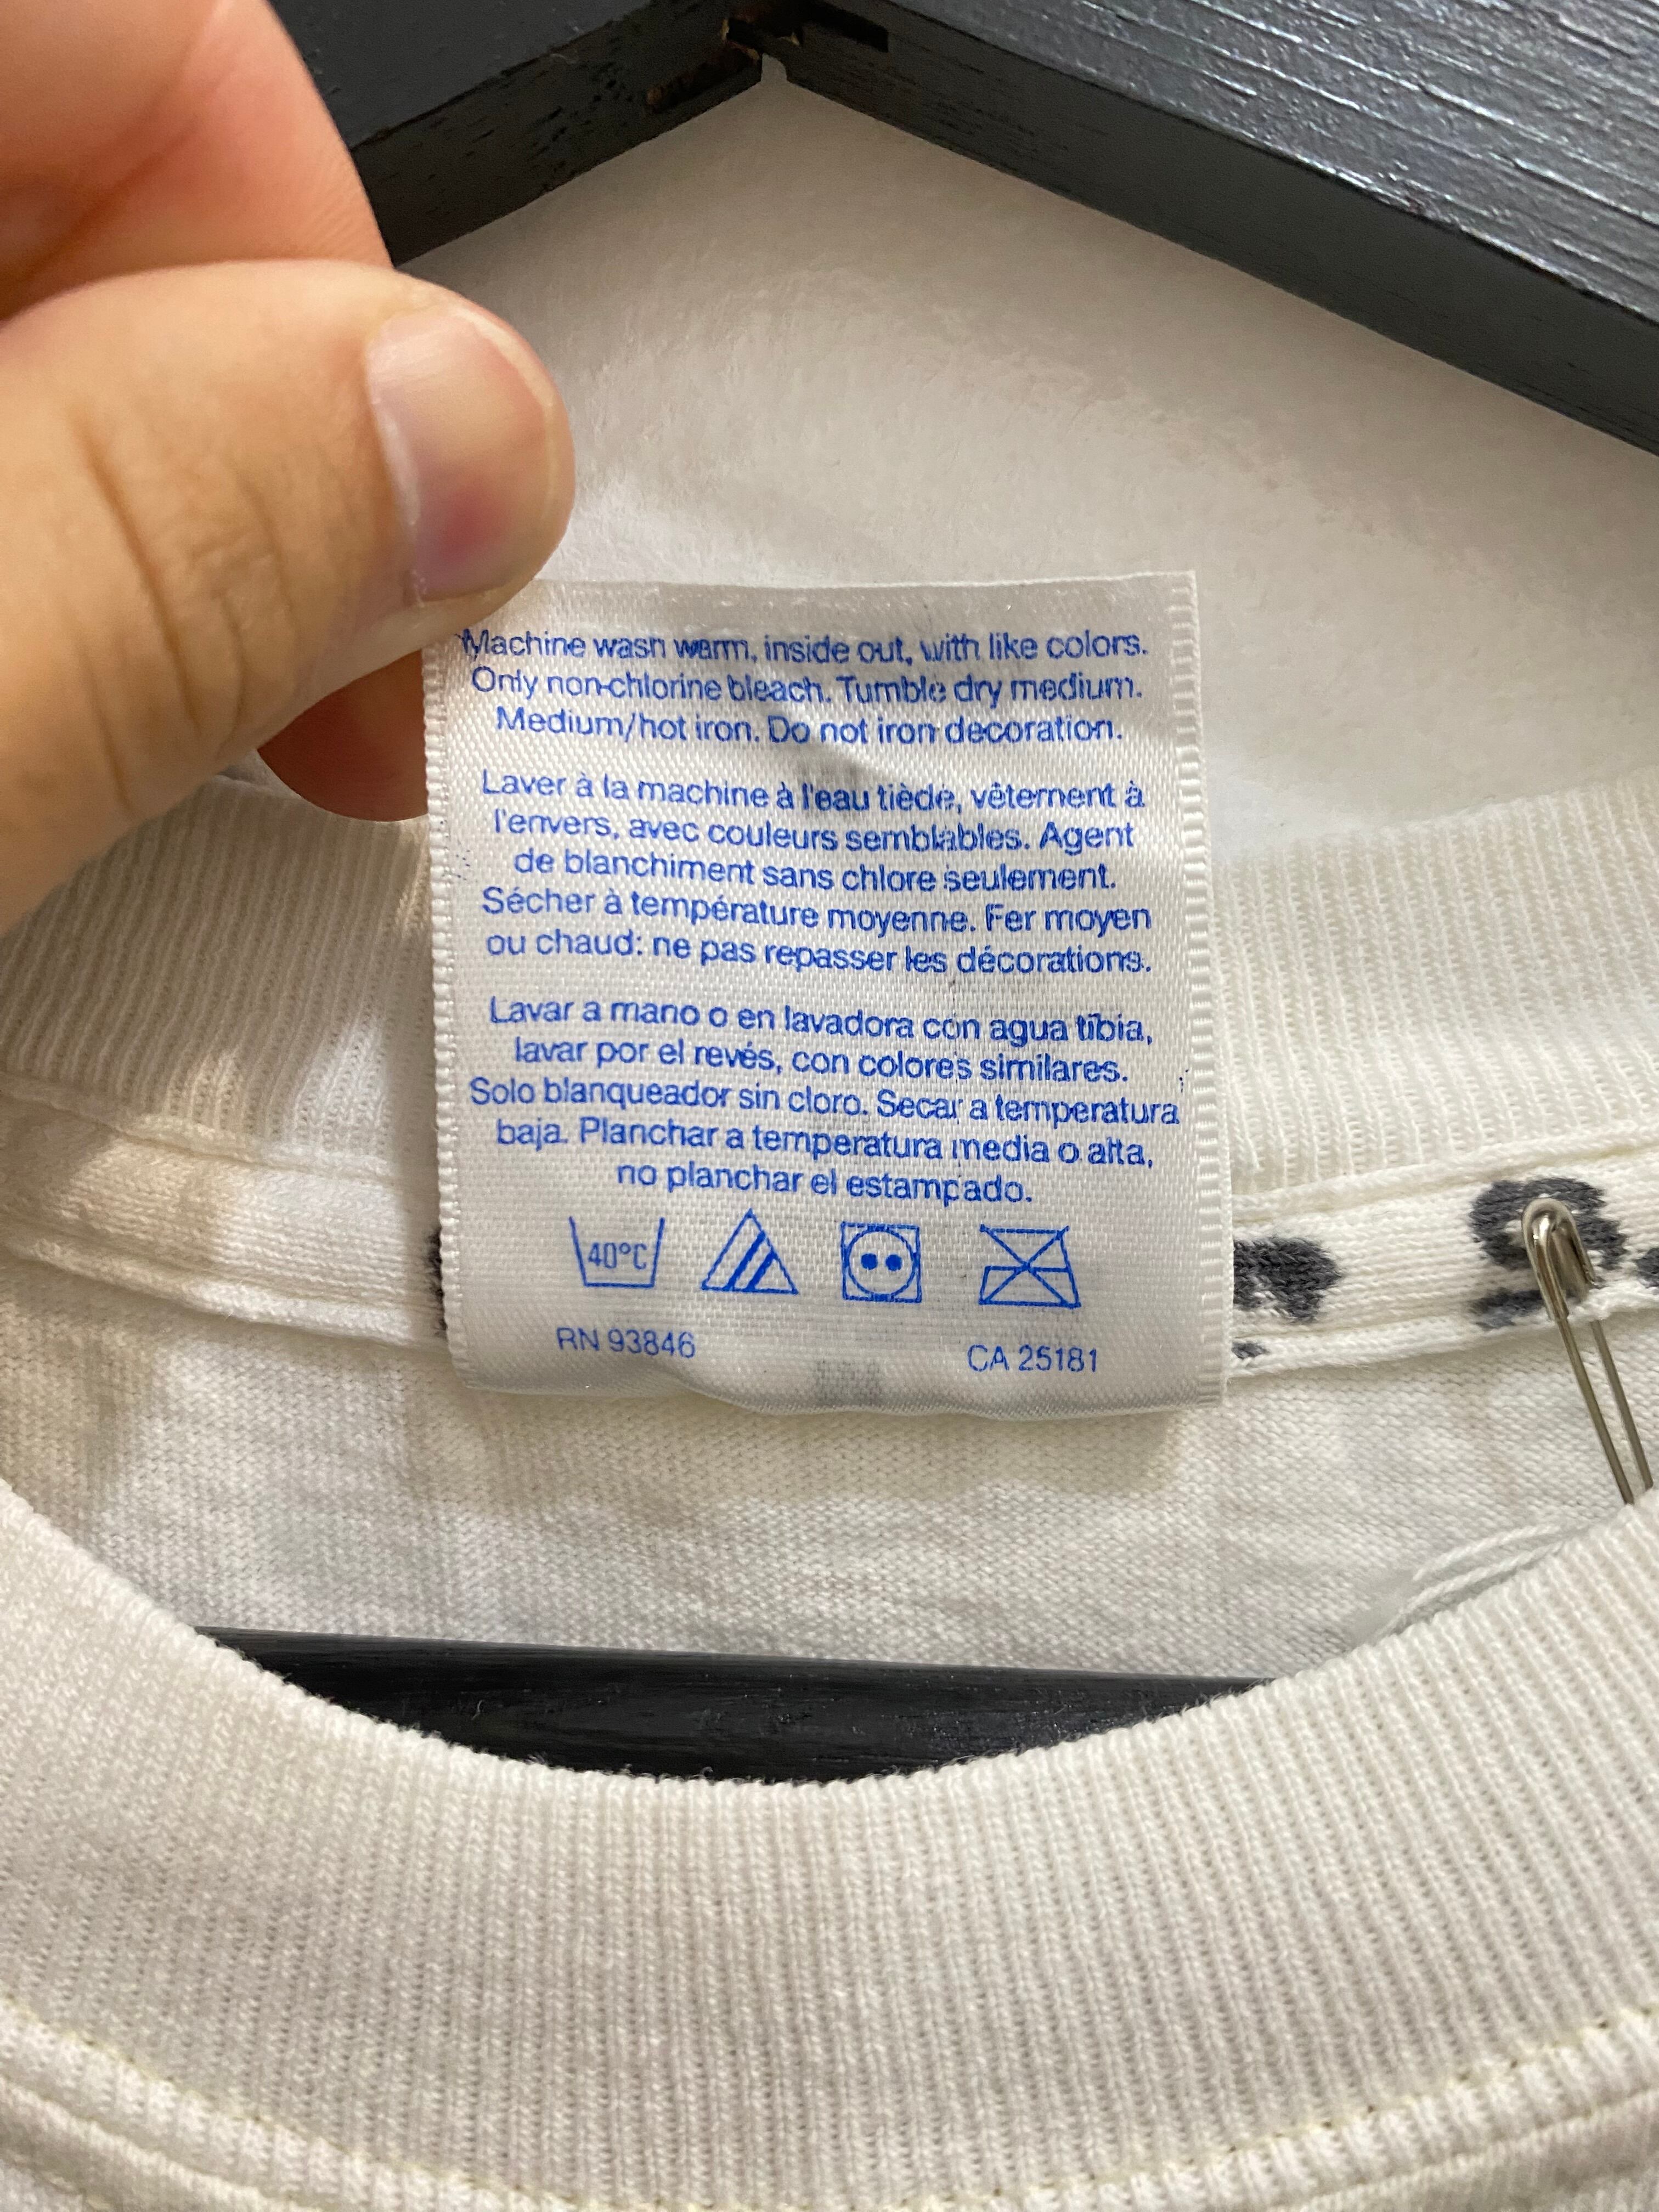 Machine wash warm, inside out, with like colors.
Only non-chlorine bleach. Tumble dry medium.
Medium/hot iron. Do not iron decoration.
Laver à la machine à l'eau tiède, vêtement à
l'envers, avec couleurs semblables. Agent
de blanchiment sans chlore seulement.
Sécher à température moyenne. Fer moyen
ou chaud: ne pas repasser les décorations.
Lavar a mano o en lavadora con agua tibia,
lavar por el revés, con colores similares.
Solo blanqueador sin cloro. Secar a temperatura
baja. Planchar a temperatura media o alta,
no planchar el estampado.
40°C
RN 93846
CA 25181